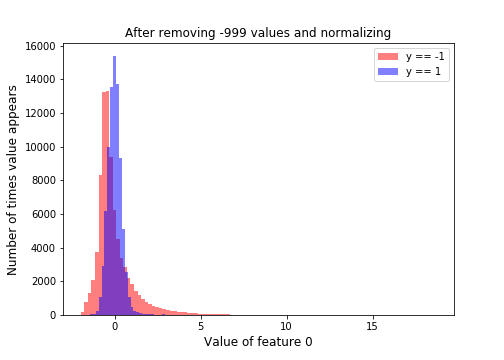 After removing -999 values and normalizing
16000
14000
12000
10000
8000
6000
4000
2000
0
Number of times value appears
y == -1
y == 1
0 5 10 15
Value of feature 0